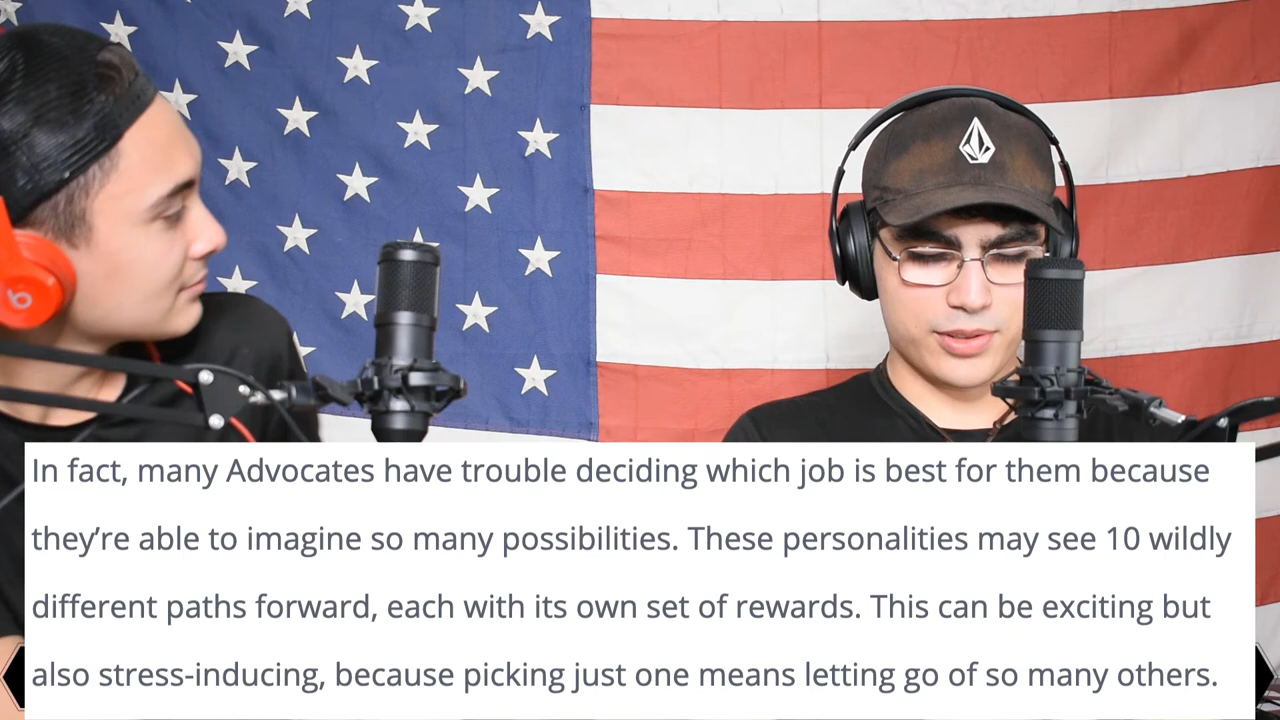 In fact, many Advocates have trouble deciding which job is best for them because
they’re able to imagine so many possibilities. These personalities may see 10 wildly
different paths forward, each with its own set of rewards. This can be exciting but
also stress-inducing, because picking just one means letting go of so many others.